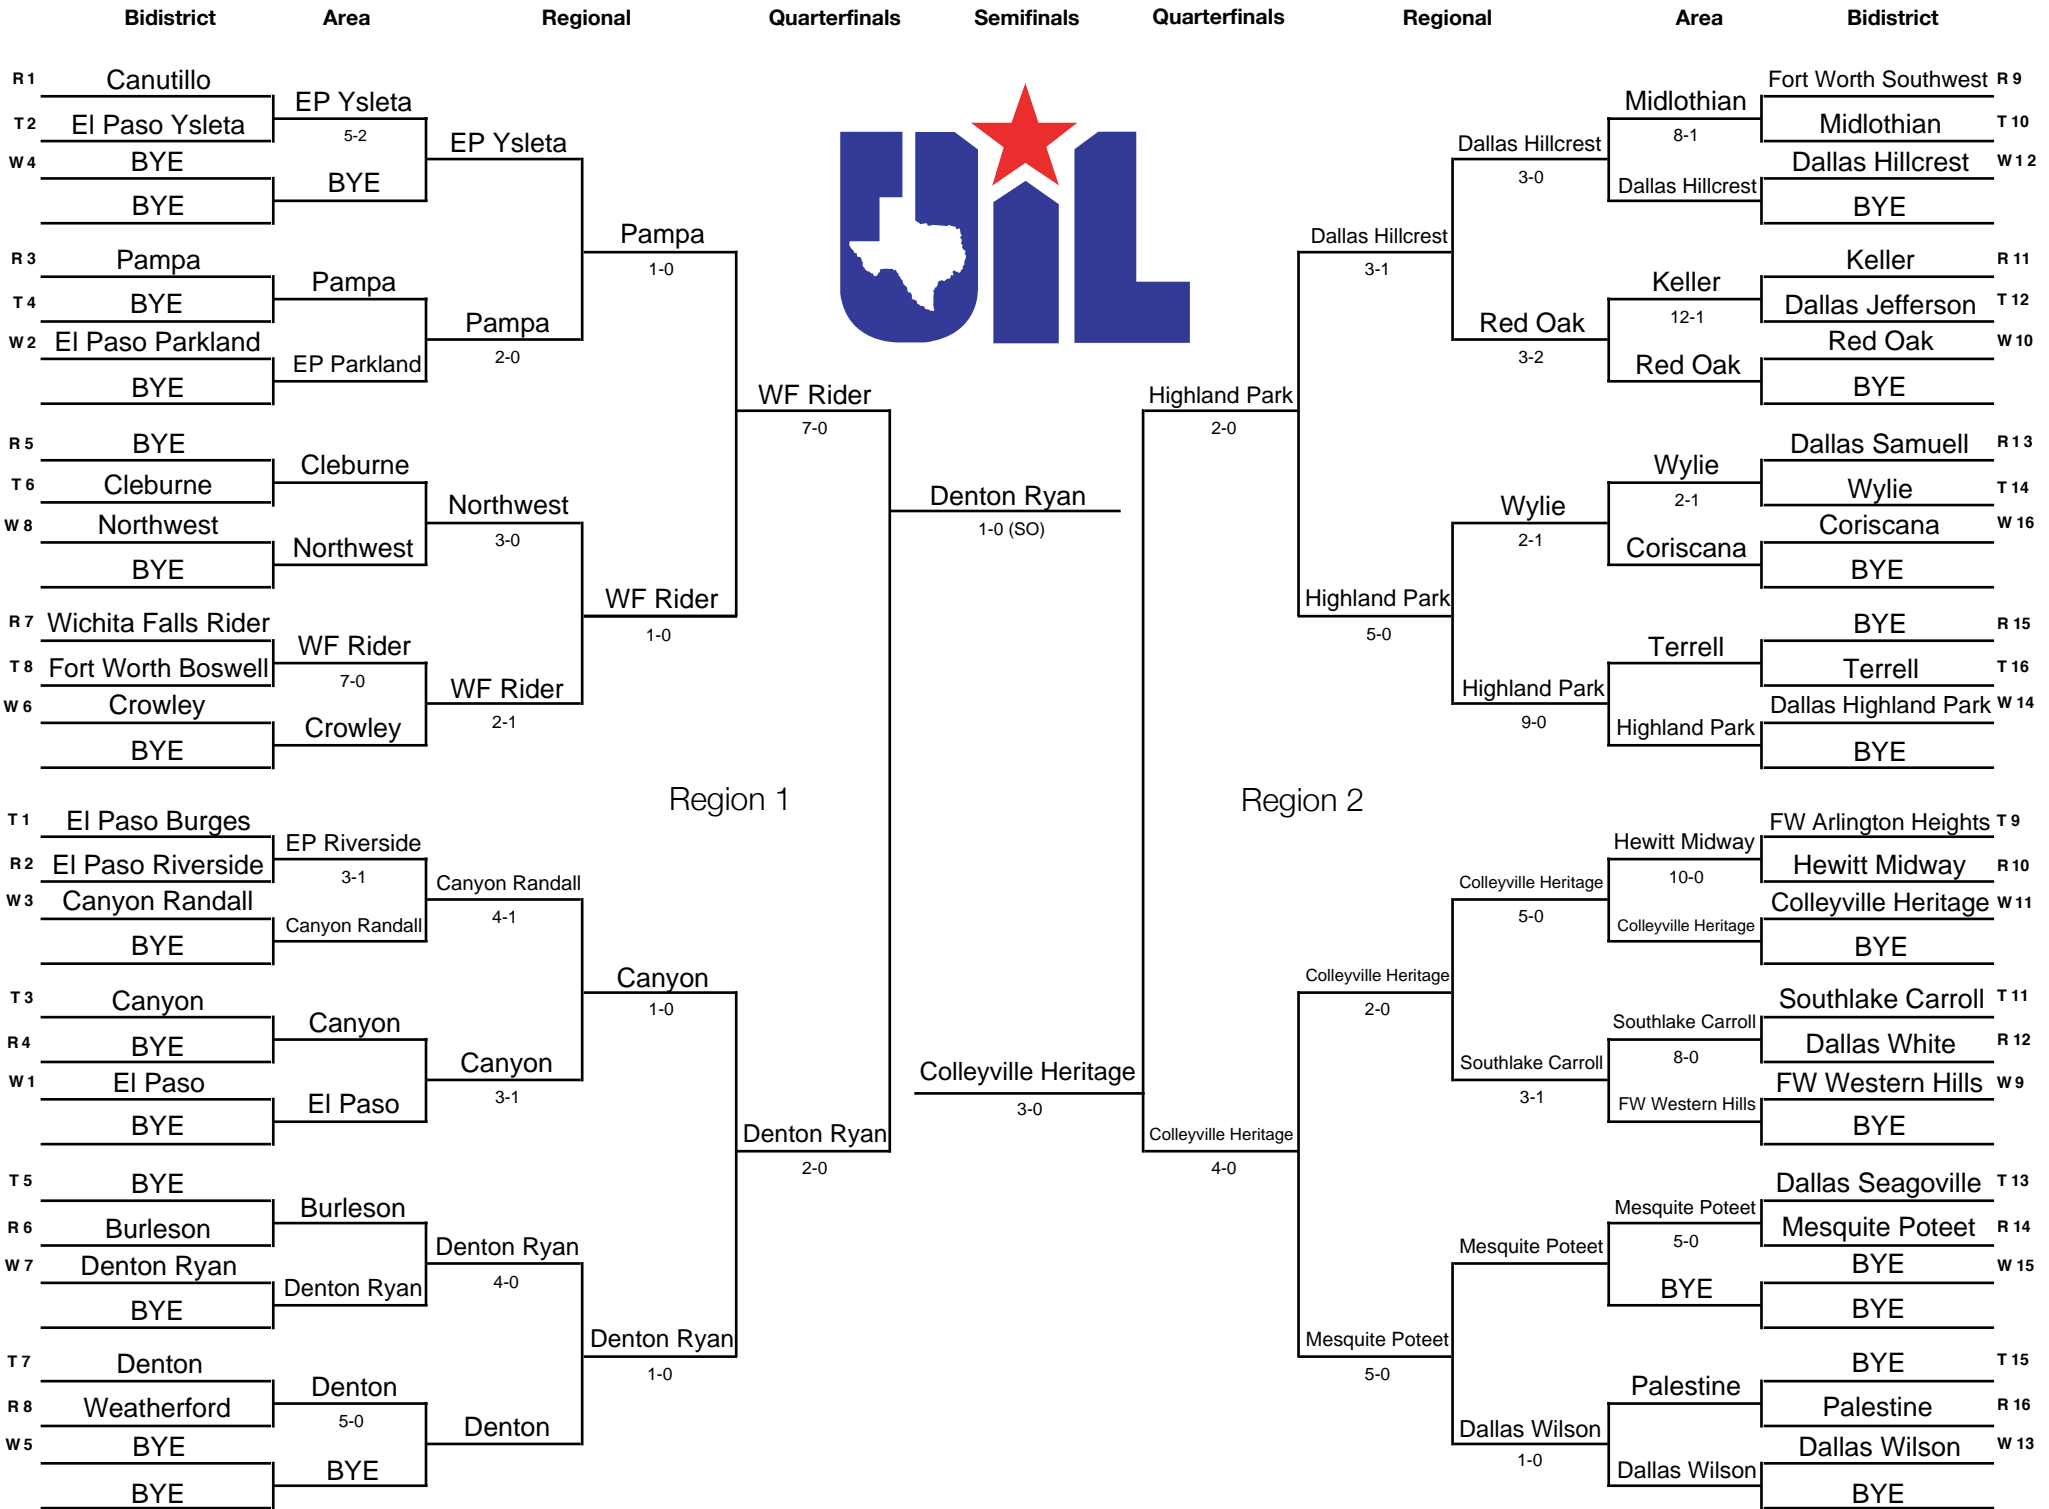 Bidistrict Area Regional Quarterfinals Semifinals Quarterfinals Regional Area Bidistrict
R 1 Canutillo
EP Ysleta
5-2
T 2 El Paso Ysleta
EP Ysleta
W 4 BYE
BYE
BYE
Pampa
1-0
R 3 Pampa
Pampa
T 4 BYE
Pampa
2-0
W 2 El Paso Parkland
EP Parkland
BYE
WF Rider
7-0
R 5 BYE
Cleburne
T 6 Cleburne
Northwest
3-0
W 8 Northwest
Northwest
BYE
WF Rider
1-0
R 7 Wichita Falls Rider
WF Rider
7-0
T 8 Fort Worth Boswell
WF Rider
2-1
W 6 Crowley
Crowley
BYE
Region 1
T 1 El Paso Burges
EP Riverside
3-1
R 2 El Paso Riverside
Canyon Randall
4-1
W 3 Canyon Randall
Canyon Randall
BYE
Canyon
1-0
T 3 Canyon
Canyon
R 4 BYE
Canyon
3-1
W 1 El Paso
El Paso
BYE
Denton Ryan
2-0
T 5 BYE
Burleson
R 6 Burleson
Denton Ryan
4-0
W 7 Denton Ryan
Denton Ryan
BYE
Denton Ryan
1-0
T 7 Denton
Denton
5-0
R 8 Weatherford
Denton
W 5 BYE
BYE
BYE
UIL
Denton Ryan
1-0 (SO)
Colleyville Heritage
3-0
Fort Worth Southwest R 9
Midlothian
8-1
Midlothian T 10
Dallas Hillcrest
3-0
Dallas Hillcrest W 1 2
Dallas Hillcrest
BYE
Dallas Hillcrest
3-1
Keller R 11
Keller
12-1
Dallas Jefferson T 12
Red Oak
3-2
Red Oak W 10
Red Oak
BYE
Highland Park
2-0
Dallas Samuell R 1 3
Wylie
2-1
Wylie T 14
Wylie
2-1
Coriscana W 16
Coriscana
BYE
Highland Park
5-0
BYE R 15
Terrell
Terrell T 16
Highland Park
9-0
Dallas Highland Park W 14
Highland Park
BYE
Region 2
FW Arlington Heights T 9
Hewitt Midway
10-0
Hewitt Midway R 10
Colleyville Heritage
5-0
Colleyville Heritage W 11
Colleyville Heritage
BYE
Colleyville Heritage
2-0
Southlake Carroll T 11
Southlake Carroll
8-0
Dallas White R 12
Southlake Carroll
3-1
FW Western Hills W 9
FW Western Hills
BYE
Colleyville Heritage
4-0
Dallas Seagoville T 13
Mesquite Poteet
5-0
Mesquite Poteet R 14
Mesquite Poteet
BYE W 15
BYE
BYE
Mesquite Poteet
5-0
BYE T 15
Palestine
Palestine R 16
Dallas Wilson
1-0
Dallas Wilson W 13
Dallas Wilson
BYE